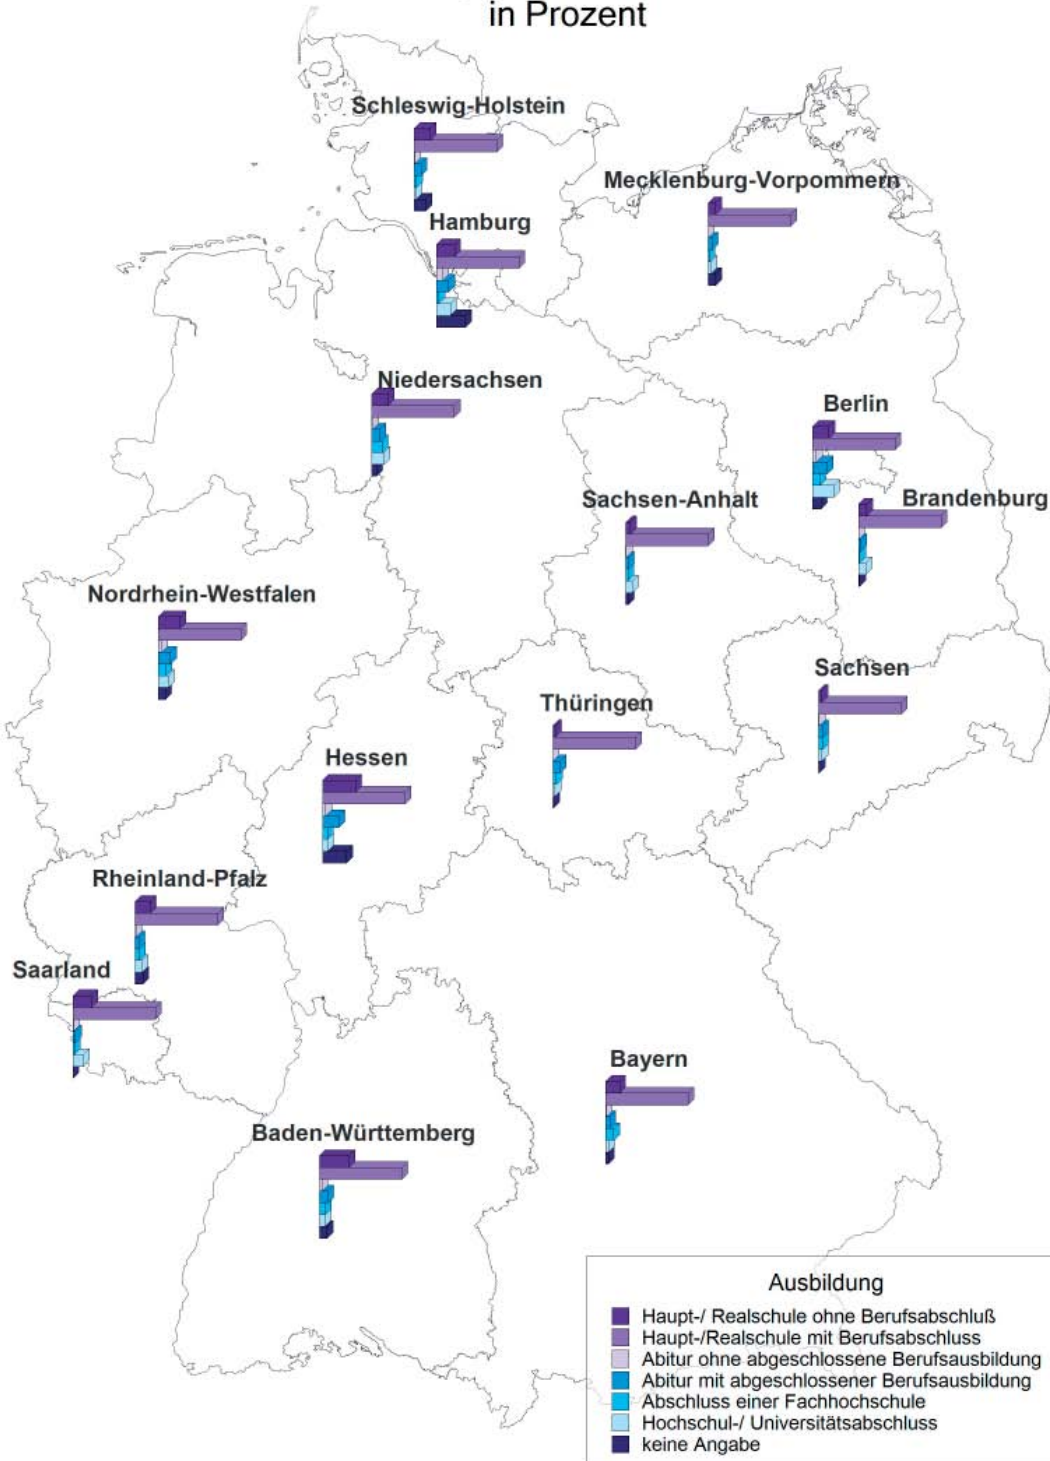 in Prozent
Schleswig-Holstein
Mecklenburg-Vorpommern
Hamburg
Niedersachsen
Berlin
Sachsen-Anhalt
Brandenburg
Nordrhein-Westfalen
Sachsen
Thüringen
Hessen
Rheinland-Pfalz
Saarland
Bayern
Baden-Württemberg
Ausbildung
Haupt-/ Realschule ohne Berufsabschluß
Haupt-/Realschule mit Berufsabschluss
Abitur ohne abgeschlossene Berufsausbildung
Abitur mit abgeschlossener Berufsausbildung
Abschluss einer Fachhochschule
Hochschul-/ Universitätsabschluss
keine Angabe